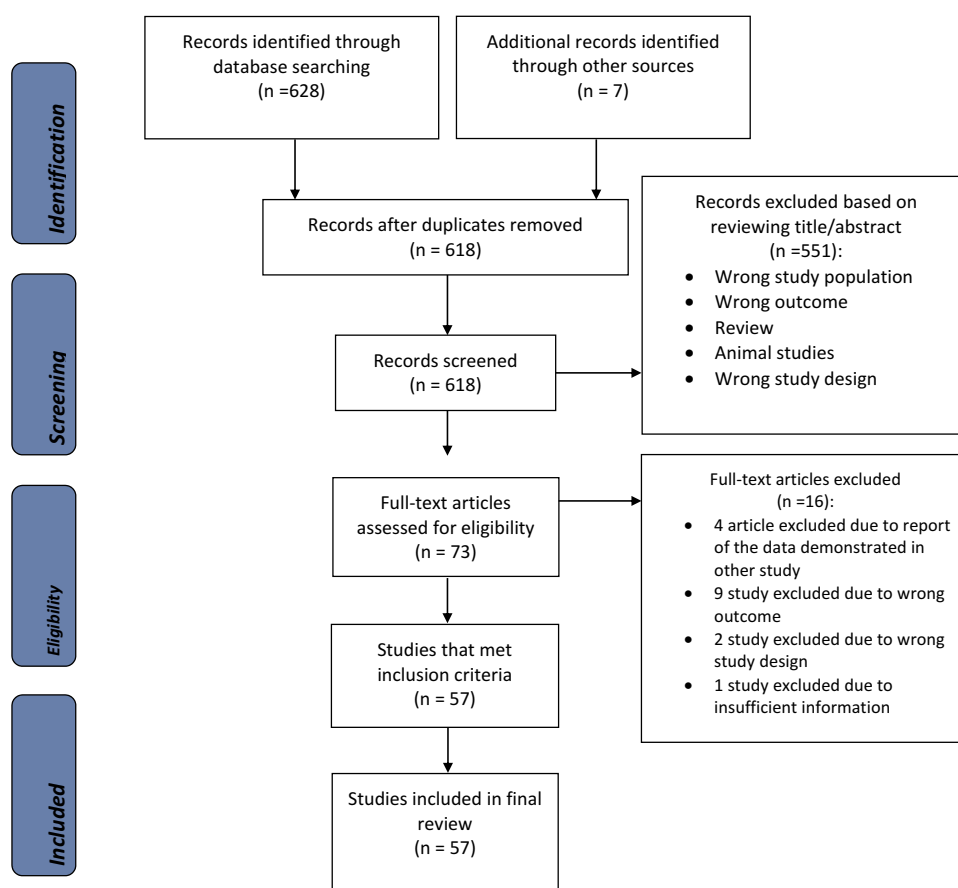 Records identified through
database searching
(n =628)
Additional records identified
through other sources
(n = 7)
Identification
Records after duplicates removed
(n = 618)
Records excluded based on
reviewing title/abstract
(n =551):
• Wrong study population
• Wrong outcome
• Review
• Animal studies
• Wrong study design
Screening
Records screened
(n = 618)
Full-text articles
assessed for eligibility
(n = 73)
Full-text articles excluded
(n =16):
• 4 article excluded due to report
of the data demonstrated in
other study
• 9 study excluded due to wrong
outcome
• 2 study excluded due to wrong
study design
• 1 study excluded due to
insufficient information
Eligibility
Studies that met
inclusion criteria
(n = 57)
Included
Studies included in final
review
(n = 57)